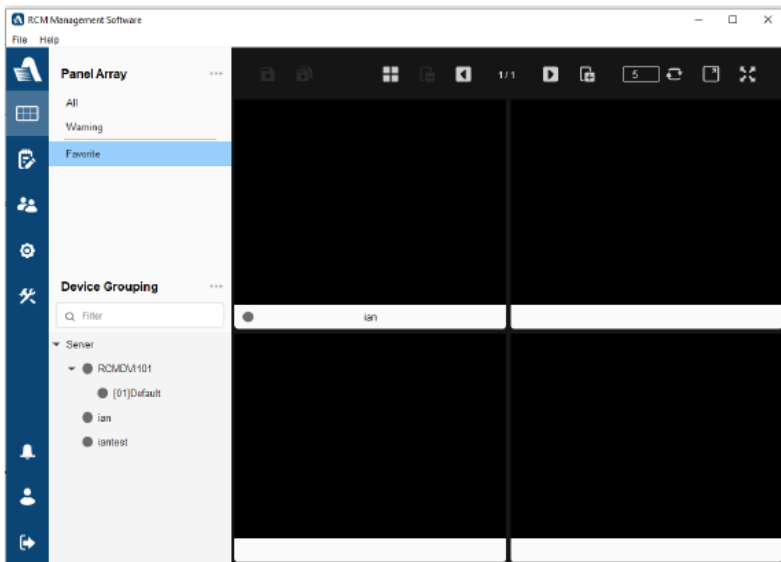 RCM Management Software
File Help
Panel Array
All
Warning
Favorite
1/1
5
Device Grouping
Filter
Server
RCMDVI101
[01]Default
ian
iantest
ian